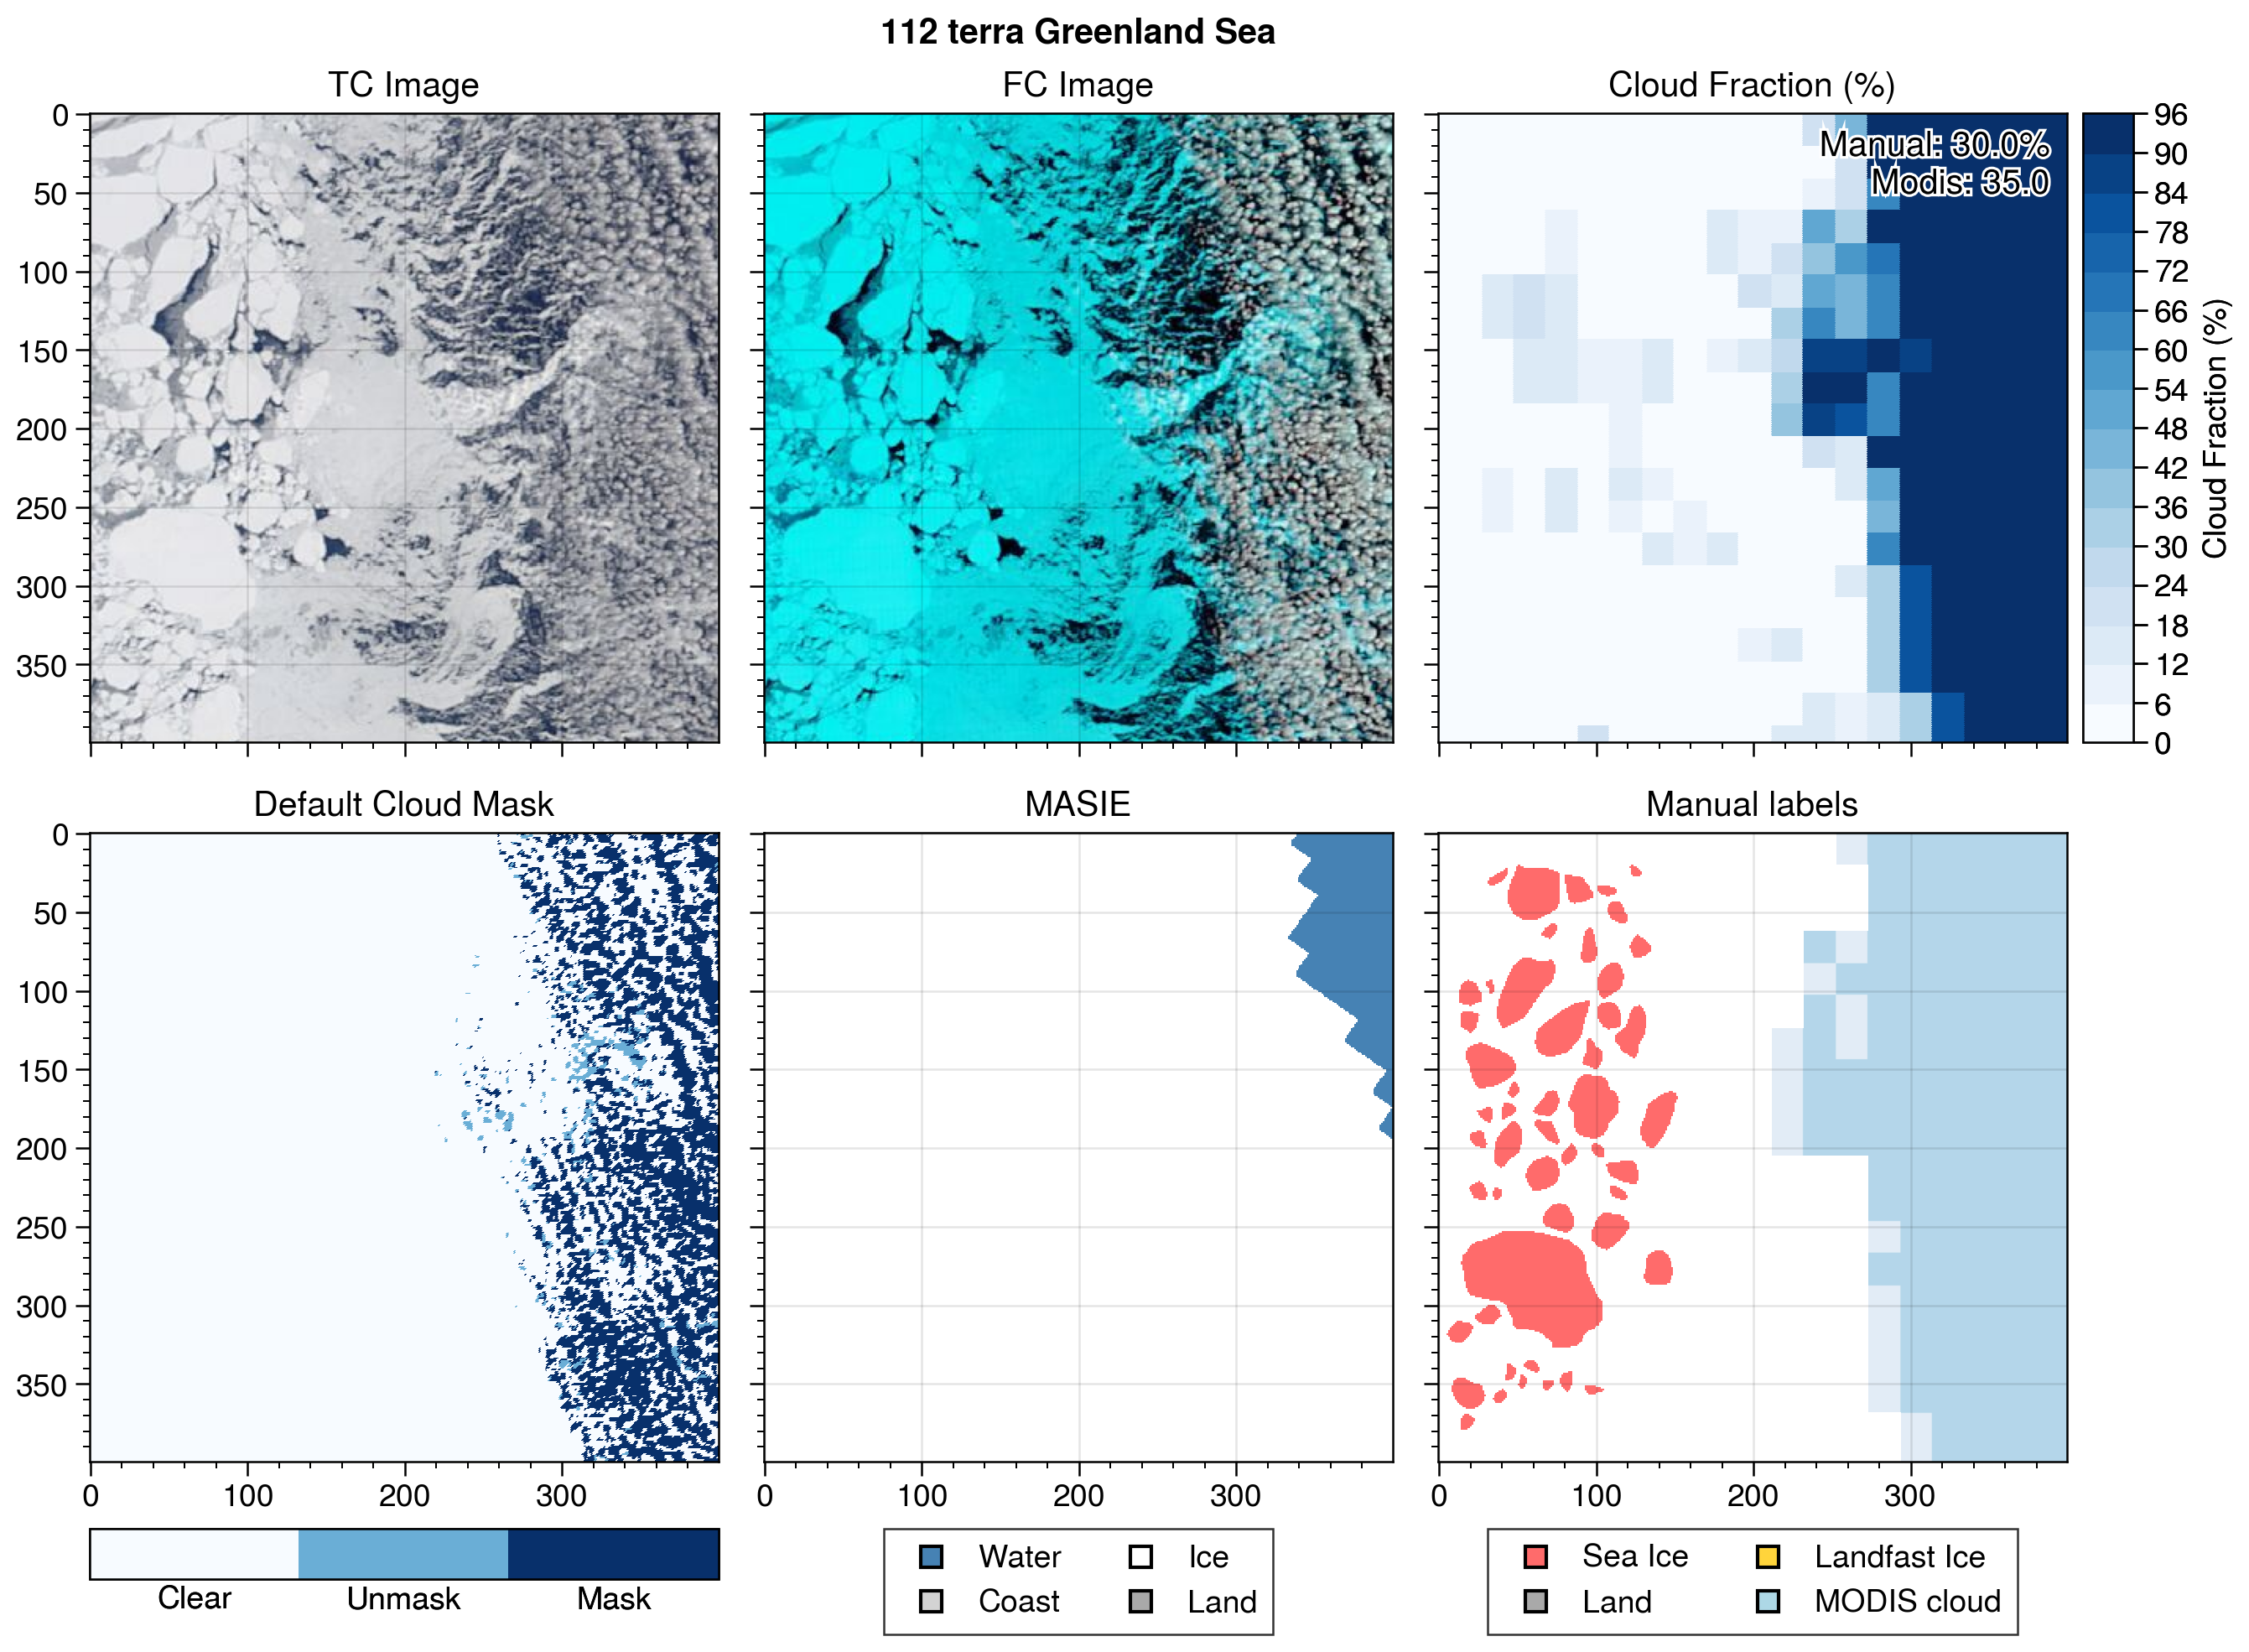 112 terra Greenland Sea
TC Image
FC Image
Cloud Fraction (%)
0
50
100
150
200
250
300
350
Manual: 30.0%
Modis: 35.0
96
90
84
78
72
66
60
54
48
42
36
30
24
18
12
6
0
Cloud Fraction (%)
Default Cloud Mask
MASIE
Manual labels
0
50
100
150
200
250
300
350
0 100 200 300
0 100 200 300
0 100 200 300
Clear Unmask Mask
Water Ice
Coast Land
Sea Ice Landfast Ice
Land MODIS cloud